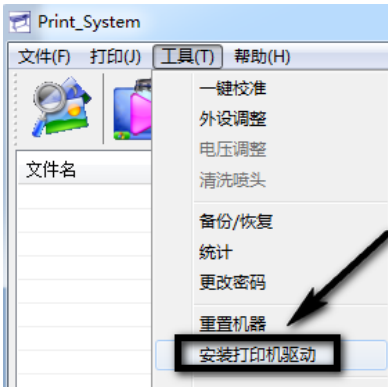 Print_System
文件(F) 打印(J) 工具(T) 帮助(H)
一键校准
外设调整
电压调整
文件名
清洗喷头
备份/恢复
统计
更改密码
重置机器
安装打印机驱动